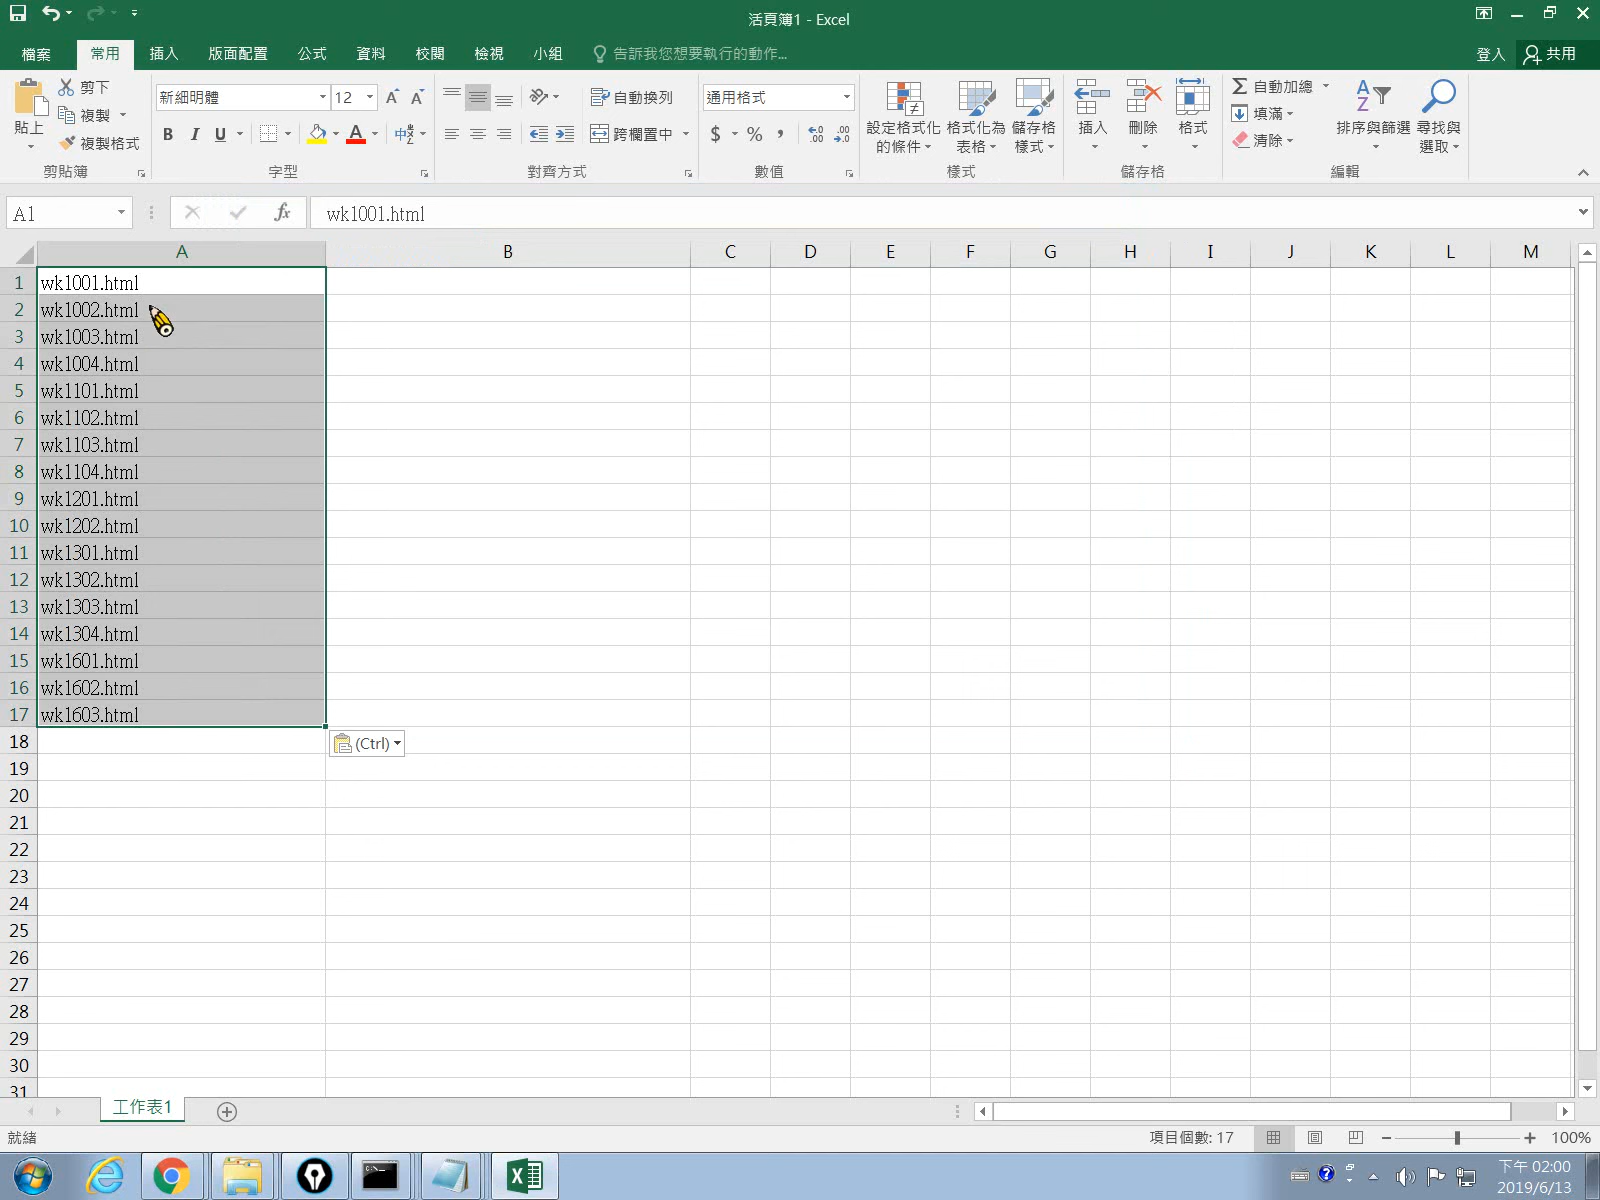 活頁簿1 - Excel
檔案 常用 插入 版面配置 公式 資料 校閱 檢視 小組 告訴我您想要執行的動作... 登入 共用
貼上 剪下 複製 複製格式
新細明體 12 A A
B I U A
自動換列
跨欄置中
通用格式
$ % , .00 .00
設定格式化的條件 格式化為表格 儲存格樣式
插入 刪除 格式
自動加總 填滿 清除
排序與篩選 尋找與選取
剪貼簿 字型 對齊方式 數值 樣式 儲存格 編輯
A1 fx wk1001.html
A B C D E F G H I J K L M
1 wk1001.html
2 wk1002.html
3 wk1003.html
4 wk1004.html
5 wk1101.html
6 wk1102.html
7 wk1103.html
8 wk1104.html
9 wk1201.html
10 wk1202.html
11 wk1301.html
12 wk1302.html
13 wk1303.html
14 wk1304.html
15 wk1601.html
16 wk1602.html
17 wk1603.html
18 (Ctrl)
19
20
21
22
23
24
25
26
27
28
29
30
31
工作表1
就緒 項目個數: 17 100%
下午 02:00
2019/6/13